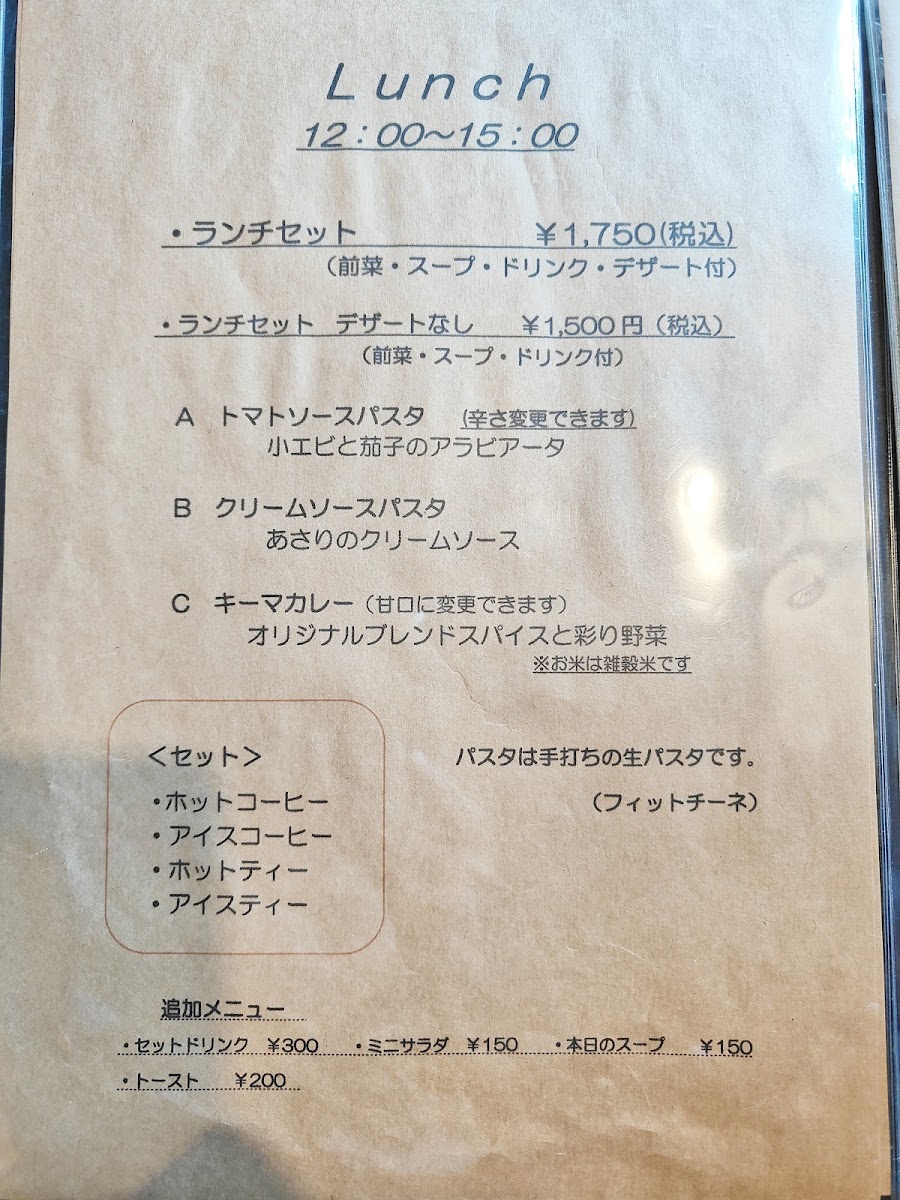 Lunch
12：00～15：00
・ランチセット　￥1,750(税込)
（前菜・スープ・ドリンク・デザート付）
・ランチセット　デザートなし　￥1,500円（税込）
（前菜・スープ・ドリンク付）
A　トマトソースパスタ　(辛さ変更できます)
小エビと茄子のアラビアータ
B　クリームソースパスタ
あさりのクリームソース
C　キーマカレー（甘口に変更できます）
オリジナルブレンドスパイスと彩り野菜
※お米は雑穀米です
＜セット＞
・ホットコーヒー
・アイスコーヒー
・ホットティー
・アイスティー
パスタは手打ちの生パスタです。
（フィットチーネ）
追加メニュー
・セットドリンク　￥300　・ミニサラダ　￥150　・本日のスープ　￥150
・トースト　￥200